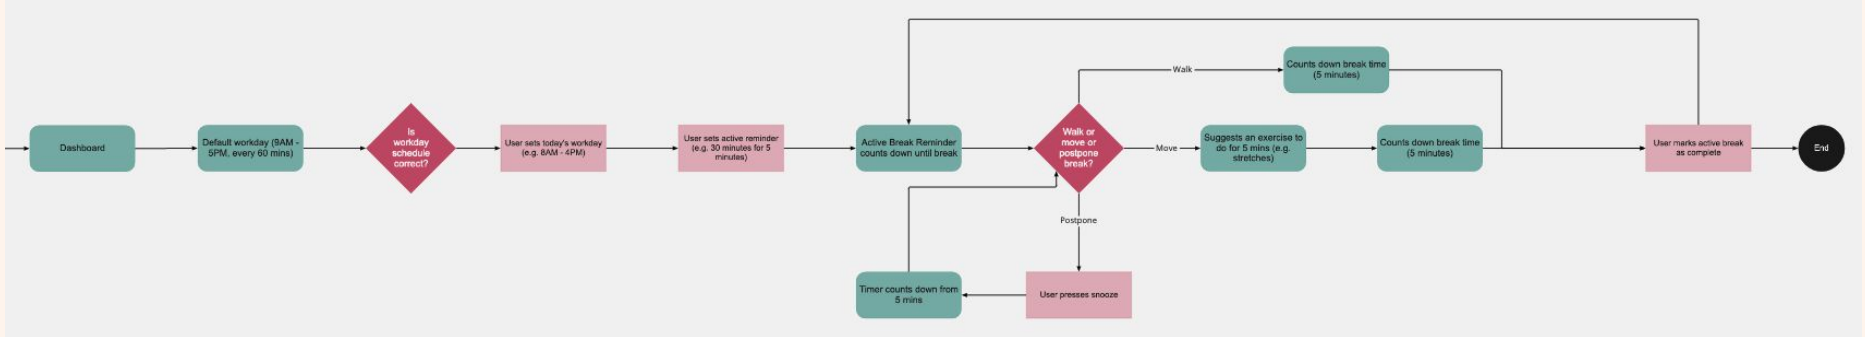 Dashboard
Default workday (9AM -
5PM, every 60 mins)
Is
workday
schedule
correct?
User sets today's workday
(e.g. 8AM - 4PM)
User sets active reminder
(e.g. 30 minutes for 5
minutes)
Active Break Reminder
counts down until break
Walk or
move or
postpone
break?
Walk
Counts down break time
(5 minutes)
Move
Suggests an exercise to
do for 5 mins (e.g.
stretches)
Counts down break time
(5 minutes)
User marks active break
as complete
End
Postpone
User presses snooze
Timer counts down from
5 mins